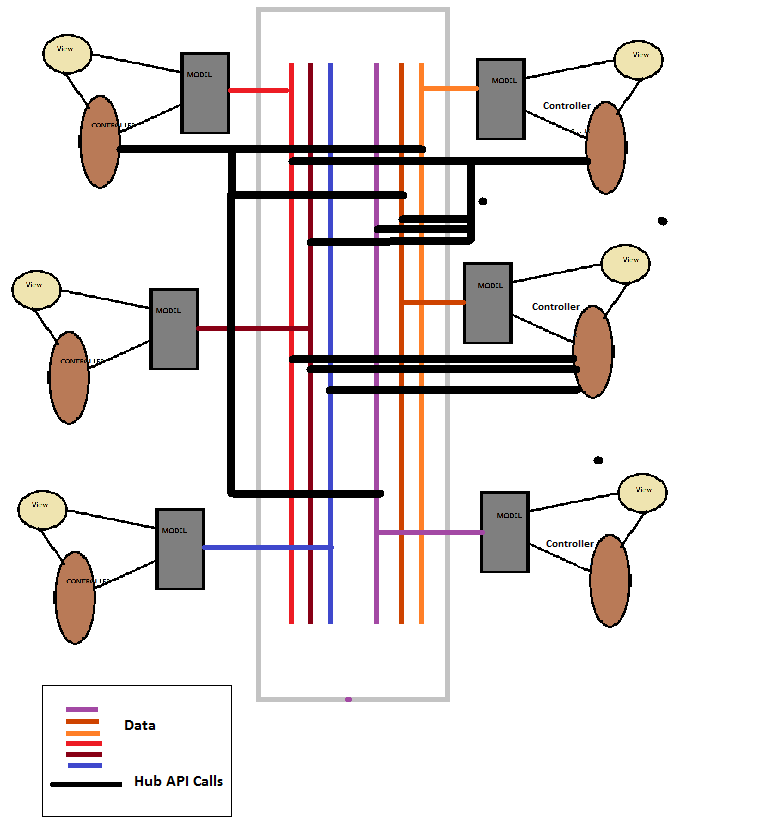 View
MODEL
CONTROLLER
View
MODEL
Controller
View
MODEL
CONTROLLER
View
MODEL
Controller
View
MODEL
CONTROLLER
View
MODEL
Controller
Data
Hub API Calls